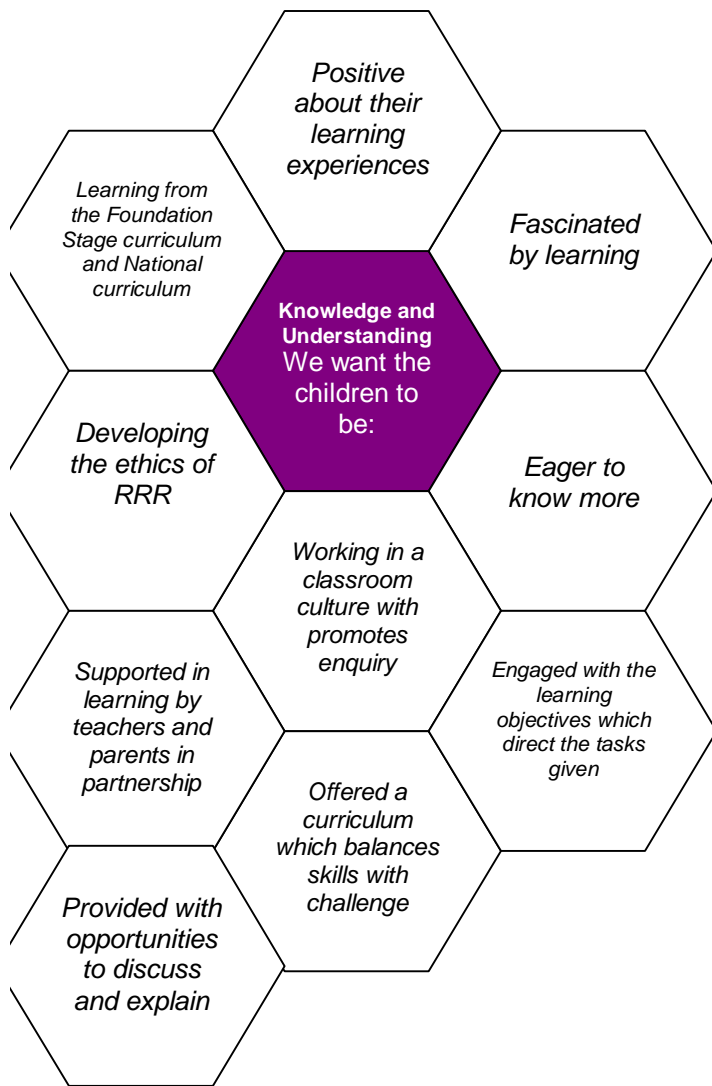 Positive
about their
learning
experiences
Learning from
the Foundation
Stage curriculum
and National
curriculum
Fascinated
by learning
Knowledge and
Understanding
We want the
children to
be:
Developing
the ethics of
RRR
Eager to
know more
Working in a
classroom
culture with
promotes
enquiry
Supported in
learning by
teachers and
parents in
partnership
Engaged with the
learning
objectives which
direct the tasks
given
Offered a
curriculum
which balances
skills with
challenge
Provided with
opportunities
to discuss
and explain